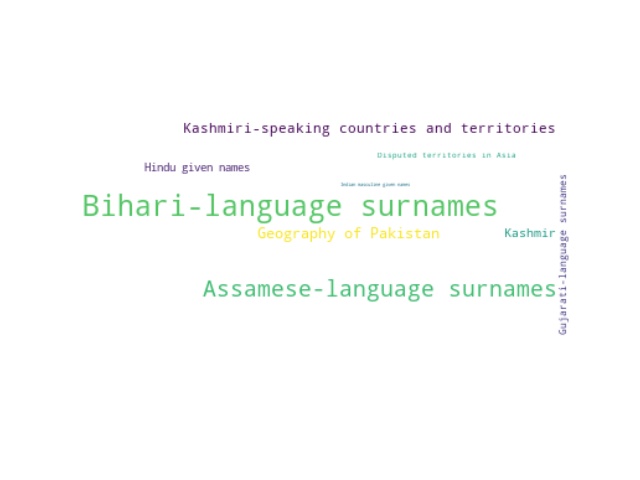 Kashmiri-speaking countries and territories
Disputed territories in Asia
Hindu given names
Indian masculine given names
Bihari-language surnames
Geography of Pakistan
Kashmir
Assamese-language surnames
Gujarati-language surnames